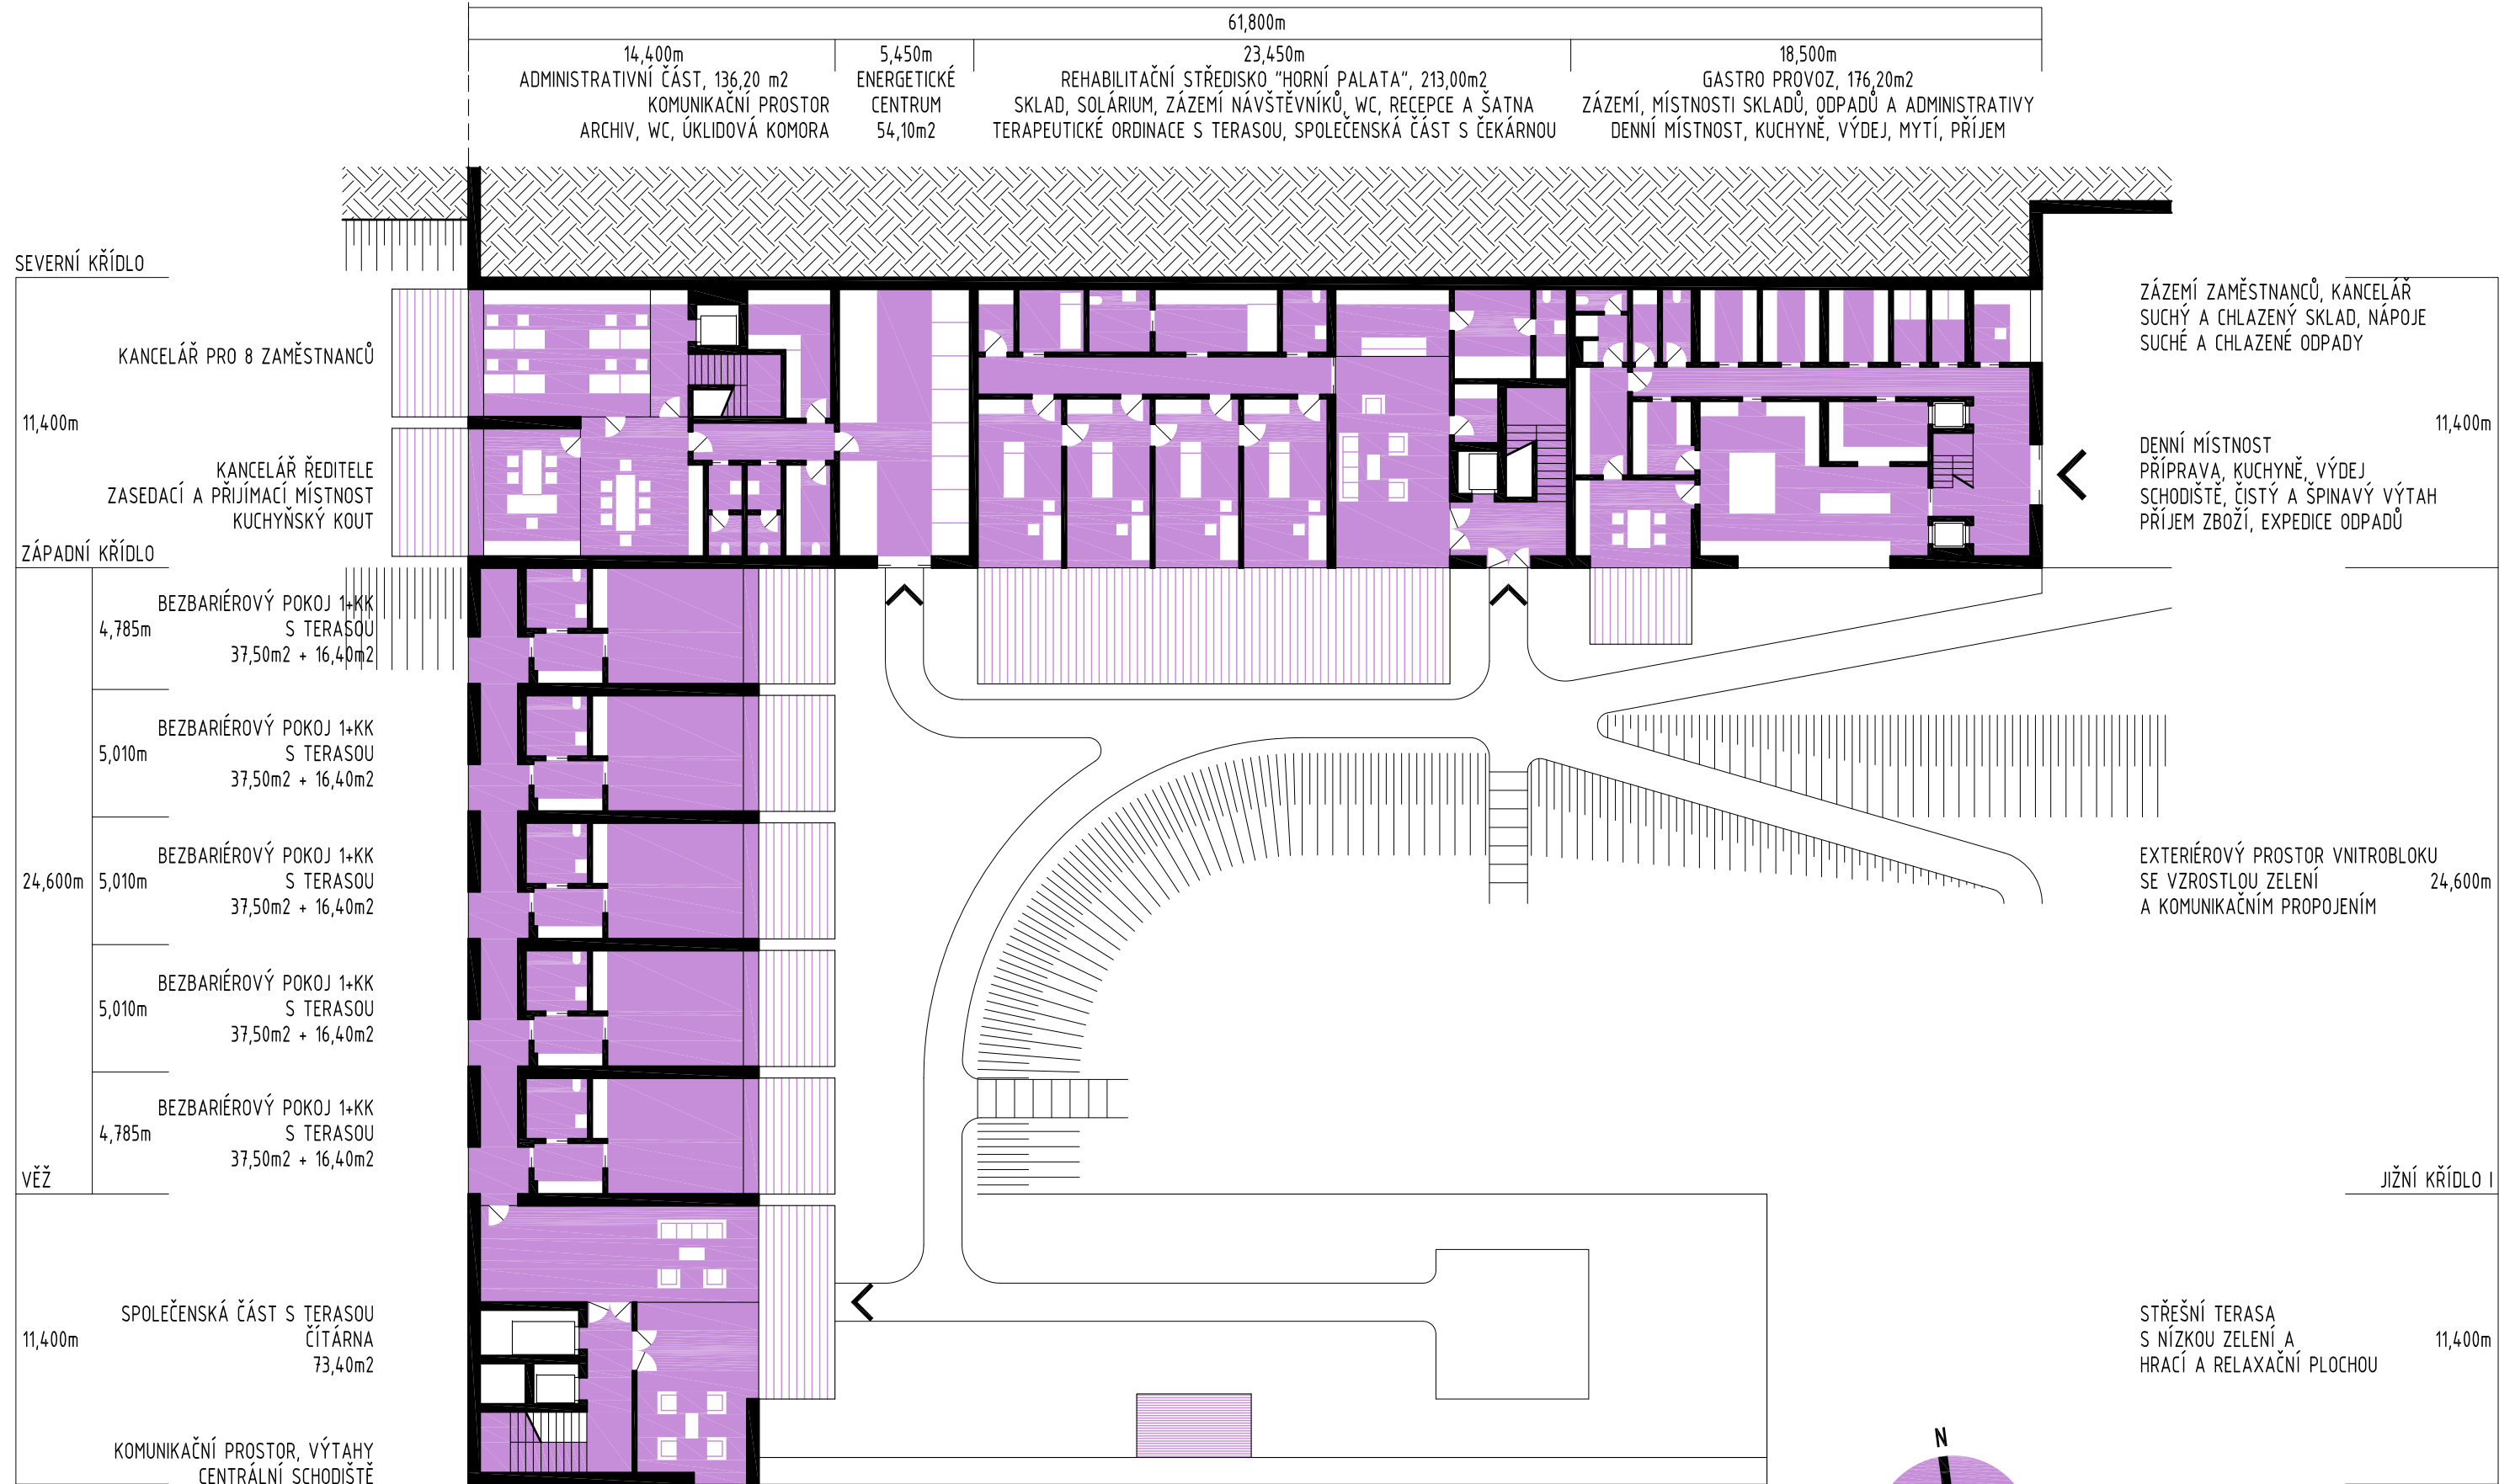 61,800m
14,400m
ADMINISTRATIVNÍ ČÁST, 136,20 m2
KOMUNIKAČNÍ PROSTOR
ARCHIV, WC, ÚKLIDOVÁ KOMORA
5,450m
ENERGETICKÉ
CENTRUM
54,10m2
23,450m
REHABILITAČNÍ STŘEDISKO "HORNÍ PALATA", 213,00m2
SKLAD, SOLÁRIUM, ZÁZEMÍ NÁVŠTĚVNÍKŮ, WC, RECEPCE A ŠATNA
TERAPEUTICKÉ ORDINACE S TERASOU, SPOLEČENSKÁ ČÁST S ČEKÁRNOU
18,500m
GASTRO PROVOZ, 176,20m2
ZÁZEMÍ, MÍSTNOSTI SKLADŮ, ODPADŮ A ADMINISTRATIVY
DENNÍ MÍSTNOST, KUCHYNĚ, VÝDEJ, MYTÍ, PŘÍJEM
SEVERNÍ KŘÍDLO
KANCELÁŘ PRO 8 ZAMĚSTNANCŮ
11,400m
KANCELÁŘ ŘEDITELE
ZASEDACÍ A PŘIJÍMACÍ MÍSTNOST
KUCHYŇSKÝ KOUT
ZÁPADNÍ KŘÍDLO
BEZBARIÉROVÝ POKOJ 1+KK
4,785m
S TERASOU
37,50m2 + 16,40m2
BEZBARIÉROVÝ POKOJ 1+KK
5,010m
S TERASOU
37,50m2 + 16,40m2
BEZBARIÉROVÝ POKOJ 1+KK
24,600m
5,010m
S TERASOU
37,50m2 + 16,40m2
BEZBARIÉROVÝ POKOJ 1+KK
5,010m
S TERASOU
37,50m2 + 16,40m2
BEZBARIÉROVÝ POKOJ 1+KK
4,785m
S TERASOU
37,50m2 + 16,40m2
VĚŽ
SPOLEČENSKÁ ČÁST S TERASOU
11,400m
ČÍTÁRNA
73,40m2
KOMUNIKAČNÍ PROSTOR, VÝTAHY
CENTRÁLNÍ SCHODIŠTĚ
ZÁZEMÍ ZAMĚSTNANCŮ, KANCELÁŘ
SUCHÝ A CHLAZENÝ SKLAD, NÁPOJE
SUCHÉ A CHLAZENÉ ODPADY
11,400m
DENNÍ MÍSTNOST
PŘÍPRAVA, KUCHYNĚ, VÝDEJ
SCHODIŠTĚ, ČISTÝ A ŠPINAVÝ VÝTAH
PŘÍJEM ZBOŽÍ, EXPEDICE ODPADŮ
EXTERIÉROVÝ PROSTOR VNITROBLOKU
SE VZROSTLOU ZELENÍ
24,600m
A KOMUNIKAČNÍM PROPOJENÍM
JIŽNÍ KŘÍDLO I
STŘEŠNÍ TERASA
S NÍZKOU ZELENÍ A
11,400m
HRACÍ A RELAXAČNÍ PLOCHOU
N